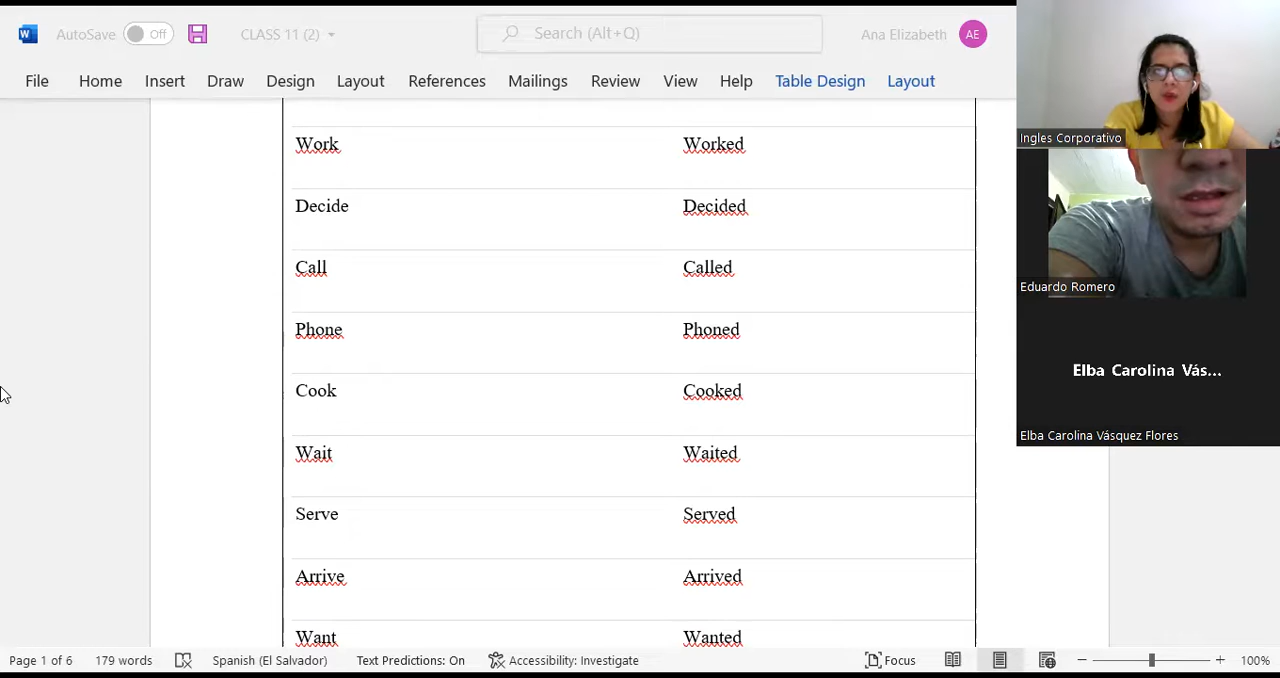 AutoSave Off CLASS 11 (2) Search (Alt+Q) Ana Elizabeth AE
File Home Insert Draw Design Layout References Mailings Review View Help Table Design Layout
Ingles Corporativo
Work Worked
Decide Decided
Call Called
Eduardo Romero
Phone Phoned
Elba Carolina Vás...
Cook Cooked
Elba Carolina Vásquez Flores
Wait Waited
Serve Served
Arrive Arrived
Want Wanted
Page 1 of 6 179 words Spanish (El Salvador) Text Predictions: On Accessibility: Investigate Focus 100%